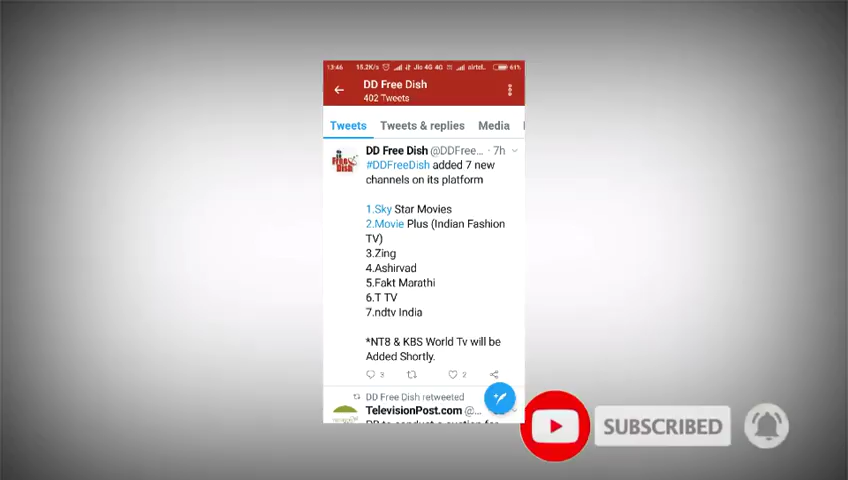 13:46 15.2K/s Jio 4G 4G airtel.. 61%
DD Free Dish
402 Tweets
Tweets Tweets & replies Media
DD Free Dish @DDFree... · 7h
#DDFreeDish added 7 new
channels on its platform
1.Sky Star Movies
2.Movie Plus (Indian Fashion
TV)
3.Zing
4.Ashirvad
5.Fakt Marathi
6.T TV
7.ndtv India
*NT8 & KBS World Tv will be
Added Shortly.
3 2
DD Free Dish retweeted
TelevisionPost.com @...
FREE
DISH
SUBSCRIBED